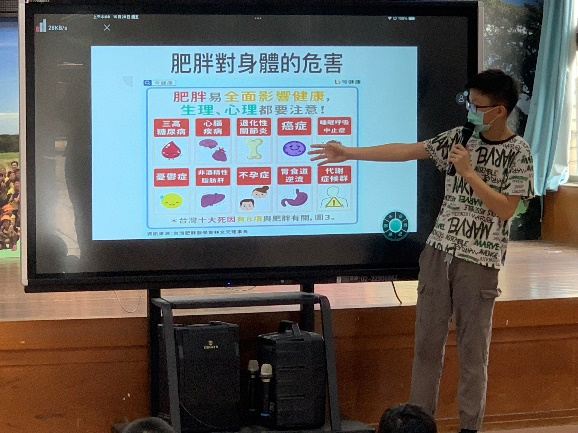 肥胖對身體的危害
肥胖易全面影響健康,
生理、心理都要注意!
三高
糖尿病
心腦
疾病
退化性
關節炎
癌症
睡眠呼吸
中止症
憂鬱症
非酒精性
脂肪肝
不孕症
胃食道
逆流
代謝
症候群
*台灣十大死因有8項與肥胖有關,圖3。